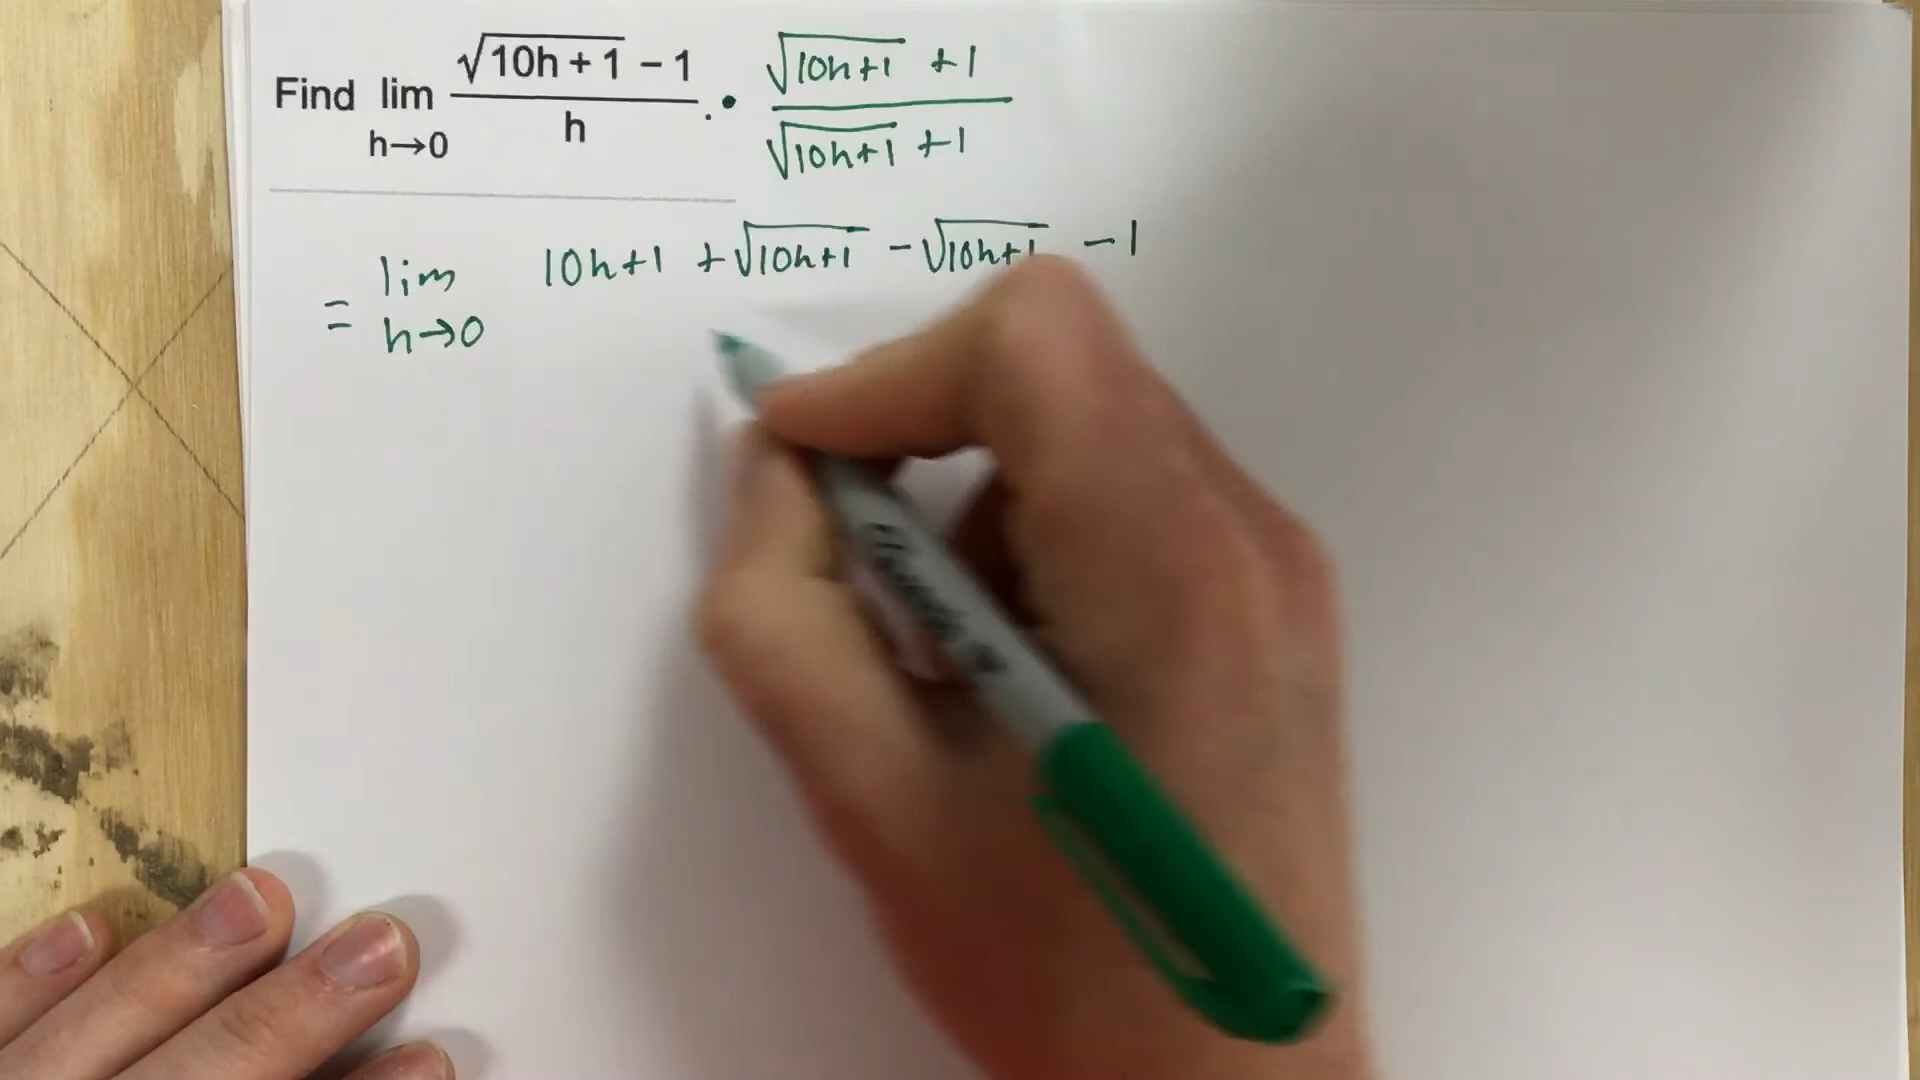 Find lim h→0 (√(10h + 1) − 1)/h . • (√(10h+1) +1)/(√(10h+1) +1)
= lim h→0 10h+1 +√(10h+1) −√(10h+1) −1